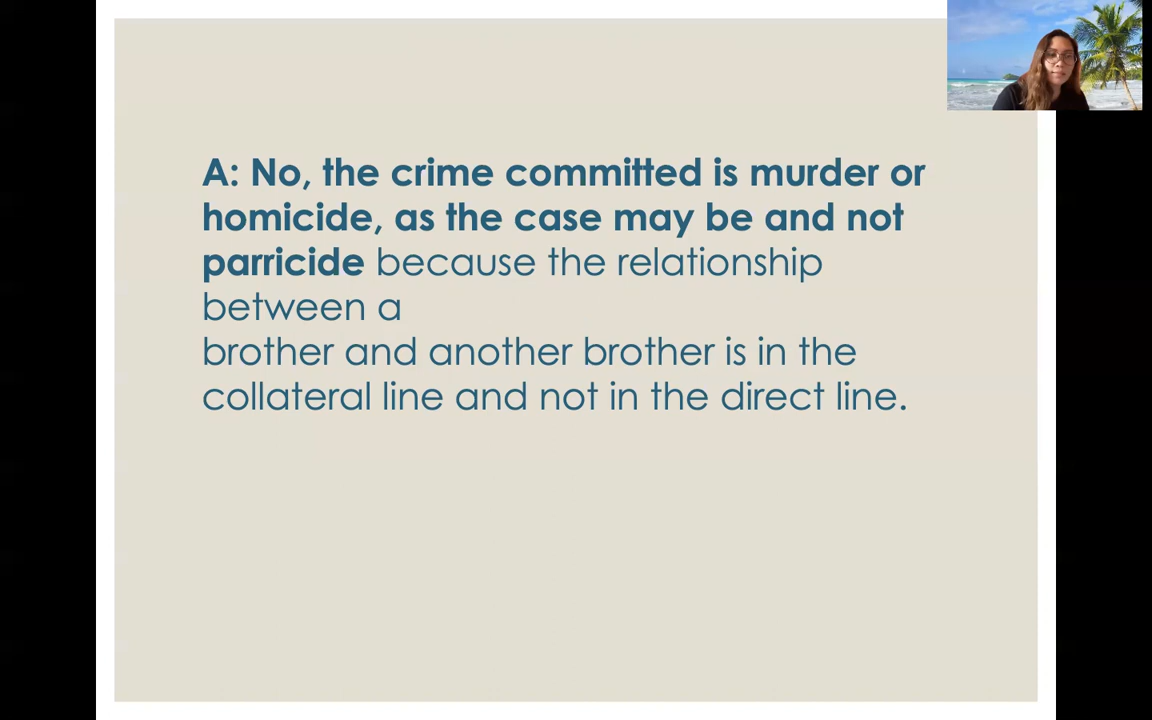 A: No, the crime committed is murder or
homicide, as the case may be and not
parricide because the relationship
between a
brother and another brother is in the
collateral line and not in the direct line.